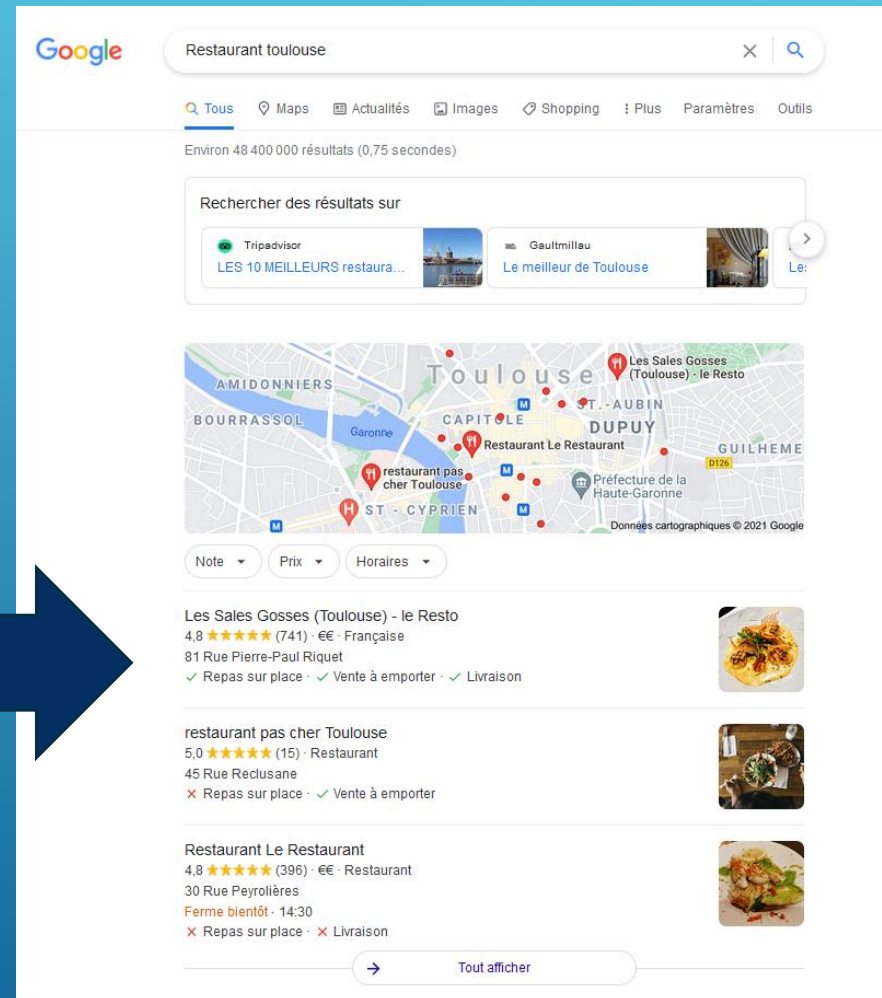 Google
Restaurant toulouse
Tous Maps Actualités Images Shopping Plus Paramètres Outils
Environ 48 400 000 résultats (0,75 secondes)
Rechercher des résultats sur
Tripadvisor
LES 10 MEILLEURS restaura...
Gaultmillau
Le meilleur de Toulouse
Toulouse
Les Sales Gosses
(Toulouse) - le Resto
AMIDONNIERS
M
ST.-AUBIN
BOURRASSOL
CAPITOLE
DUPUY
Garonne
Restaurant Le Restaurant
GUILHEME
D126
restaurant pas
cher Toulouse
M
Préfecture de la
Haute-Garonne
H
ST - CYPRIEN
M
M
Données cartographiques © 2021 Google
Note Prix Horaires
Les Sales Gosses (Toulouse) - le Resto
4,8 ★★★★★ (741) · €€ · Française
81 Rue Pierre-Paul Riquet
✓ Repas sur place · ✓ Vente à emporter · ✓ Livraison
restaurant pas cher Toulouse
5,0 ★★★★★ (15) · Restaurant
45 Rue Reclusane
✕ Repas sur place · ✓ Vente à emporter
Restaurant Le Restaurant
4,8 ★★★★★ (396) · €€ · Restaurant
30 Rue Peyrolières
Ferme bientôt · 14:30
✕ Repas sur place · ✕ Livraison
Tout afficher